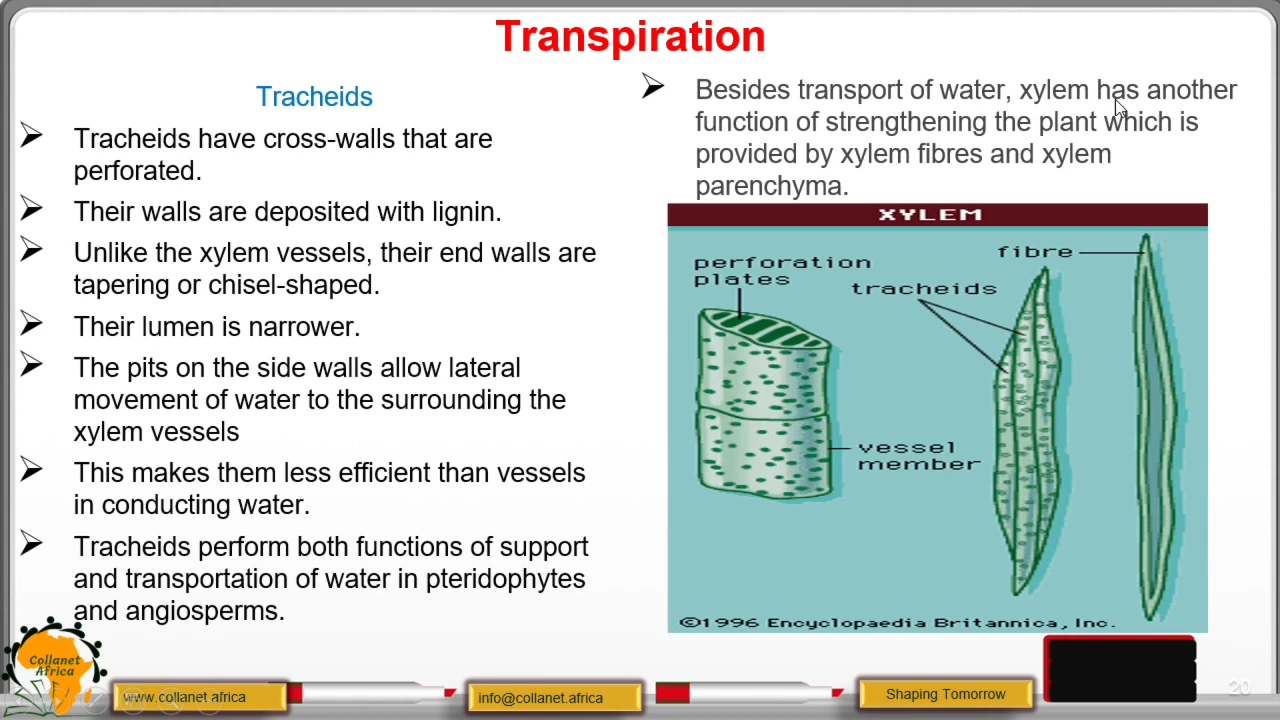 Transpiration
Tracheids
Tracheids have cross-walls that are
perforated.
Their walls are deposited with lignin.
Unlike the xylem vessels, their end walls are
tapering or chisel-shaped.
Their lumen is narrower.
The pits on the side walls allow lateral
movement of water to the surrounding the
xylem vessels
This makes them less efficient than vessels
in conducting water.
Tracheids perform both functions of support
and transportation of water in pteridophytes
and angiosperms.
Besides transport of water, xylem has another
function of strengthening the plant which is
provided by xylem fibres and xylem
parenchyma.
XYLEM
perforation
plates
tracheids
fibre
vessel
member
©1996 Encyclopaedia Britannica, Inc.
Collanet
Africa
www.collanet.africa
info@collanet.africa
Shaping Tomorrow
20